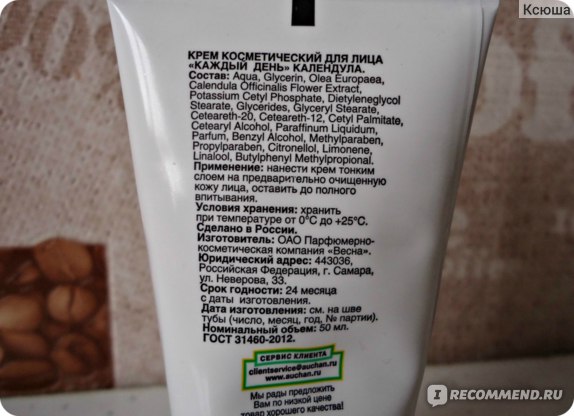 Ксюша
КРЕМ КОСМЕТИЧЕСКИЙ ДЛЯ ЛИЦА
«КАЖДЫЙ ДЕНЬ» КАЛЕНДУЛА.
Состав: Aqua, Glycerin, Olea Europaea,
Calendula Officinalis Flower Extract,
Potassium Cetyl Phosphate, Dietyleneglycol
Stearate, Glycerides, Glyceryl Stearate,
Ceteareth-20, Ceteareth-12, Cetyl Palmitate,
Cetearyl Alcohol, Paraffinum Liquidum,
Parfum, Benzyl Alcohol, Methylparaben,
Propylparaben, Citronellol, Limonene,
Linalool, Butylphenyl Methylpropional.
Применение: нанести крем тонким
слоем на предварительно очищенную
кожу лица, оставить до полного
впитывания.
Условия хранения: хранить
при температуре от 0°С до +25°С.
Сделано в России.
Изготовитель: ОАО Парфюмерно-
косметическая компания «Весна».
Юридический адрес: 443036,
Российская Федерация, г. Самара,
ул. Неверова, 33.
Срок годности: 24 месяца
с даты изготовления.
Дата изготовления: см. на шве
тубы (число, месяц, год, № партии).
Номинальный объем: 50 мл.
ГОСТ 31460-2012.
СЕРВИС КЛИЕНТА
clientservice@auchan.ru
www.auchan.ru
Мы рады предложить
Вам по низкой цене
товар хорошего качества!
I RECOMMEND.RU